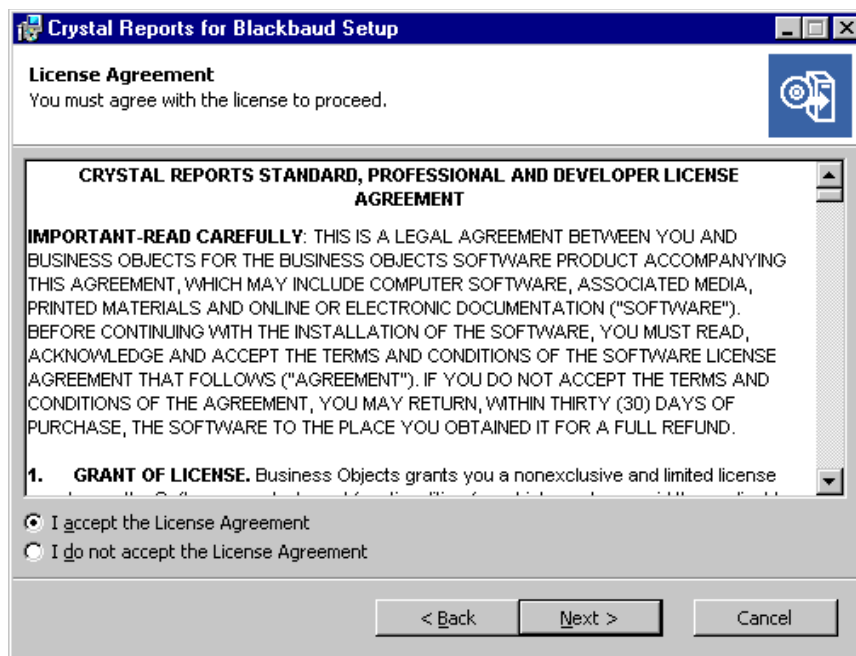 Crystal Reports for Blackbaud Setup
License Agreement
You must agree with the license to proceed.
CRYSTAL REPORTS STANDARD, PROFESSIONAL AND DEVELOPER LICENSE
AGREEMENT
IMPORTANT-READ CAREFULLY: THIS IS A LEGAL AGREEMENT BETWEEN YOU AND
BUSINESS OBJECTS FOR THE BUSINESS OBJECTS SOFTWARE PRODUCT ACCOMPANYING
THIS AGREEMENT, WHICH MAY INCLUDE COMPUTER SOFTWARE, ASSOCIATED MEDIA,
PRINTED MATERIALS AND ONLINE OR ELECTRONIC DOCUMENTATION ("SOFTWARE").
BEFORE CONTINUING WITH THE INSTALLATION OF THE SOFTWARE, YOU MUST READ,
ACKNOWLEDGE AND ACCEPT THE TERMS AND CONDITIONS OF THE SOFTWARE LICENSE
AGREEMENT THAT FOLLOWS ("AGREEMENT"). IF YOU DO NOT ACCEPT THE TERMS AND
CONDITIONS OF THE AGREEMENT, YOU MAY RETURN, WITHIN THIRTY (30) DAYS OF
PURCHASE, THE SOFTWARE TO THE PLACE YOU OBTAINED IT FOR A FULL REFUND.
1. GRANT OF LICENSE. Business Objects grants you a nonexclusive and limited license
I accept the License Agreement
I do not accept the License Agreement
< Back Next > Cancel